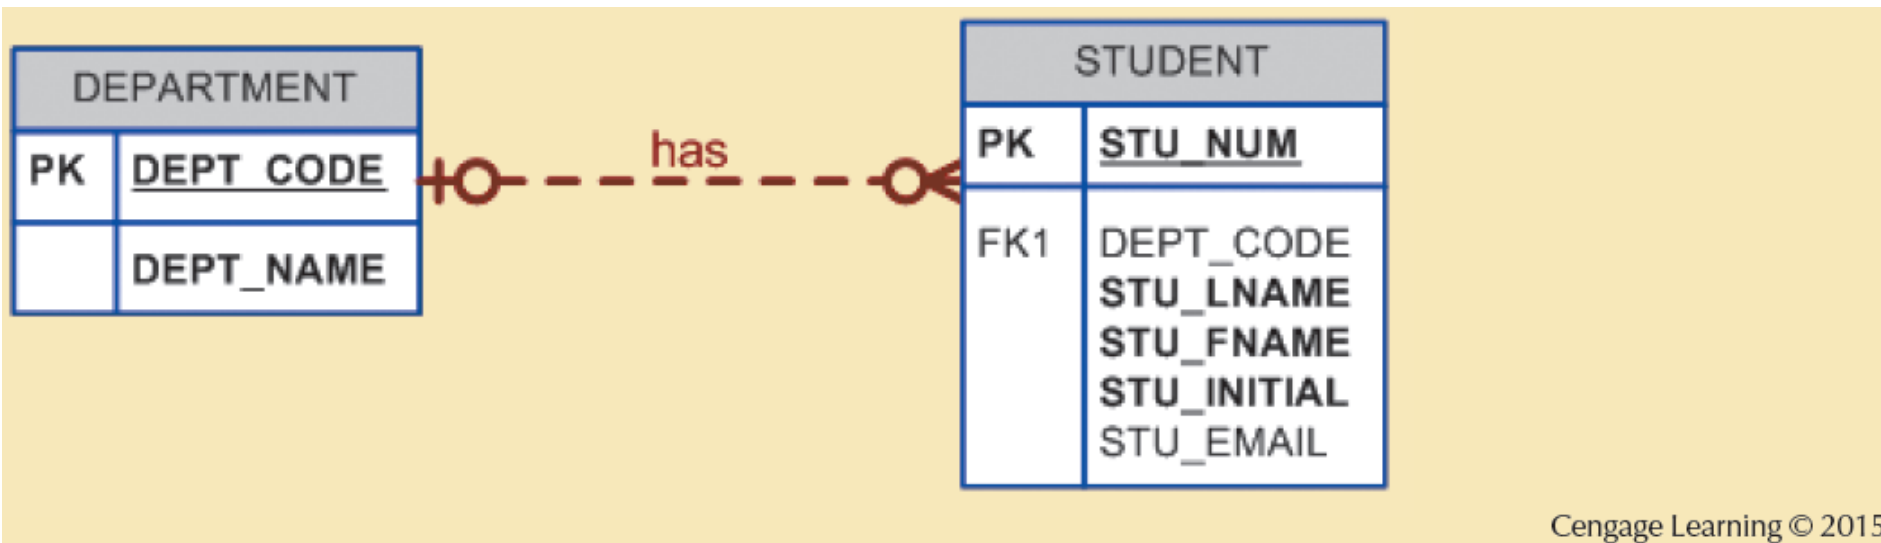 DEPARTMENT
PK DEPT_CODE
DEPT_NAME
has
STUDENT
PK STU_NUM
FK1 DEPT_CODE
STU_LNAME
STU_FNAME
STU_INITIAL
STU_EMAIL
Cengage Learning © 2015